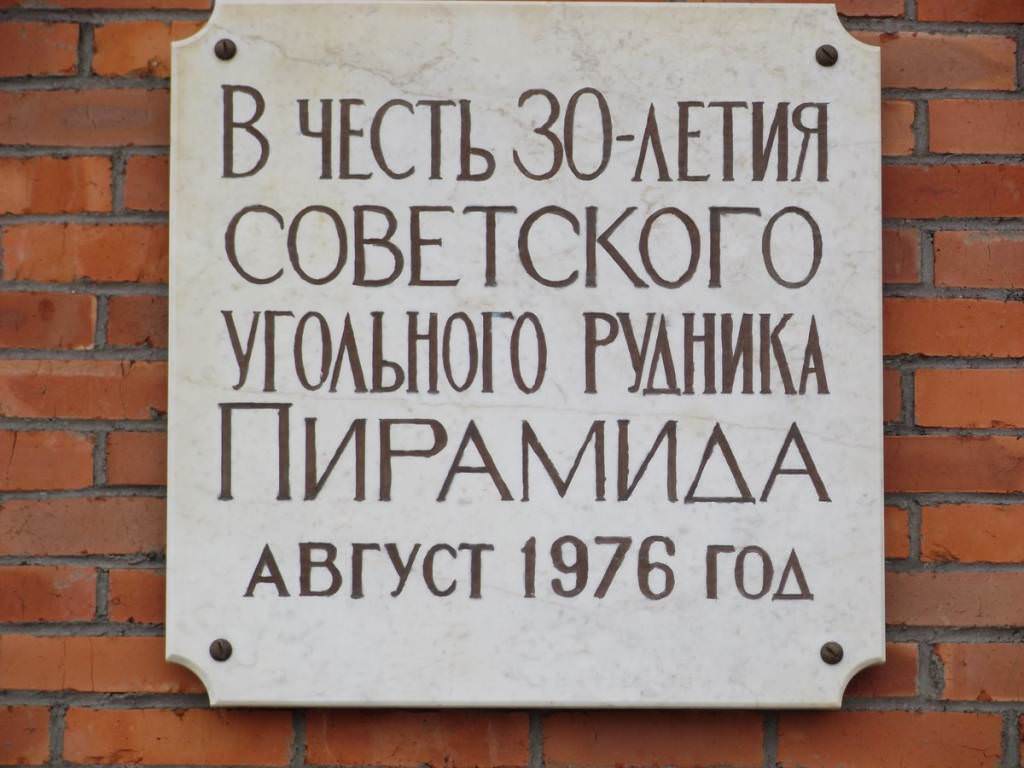 В ЧЕСТЬ 30-ЛЕТИЯ
СОВЕТСКОГО
УГОЛЬНОГО РУДНИКА
ПИРАМИДА
АВГУСТ 1976 ГОД